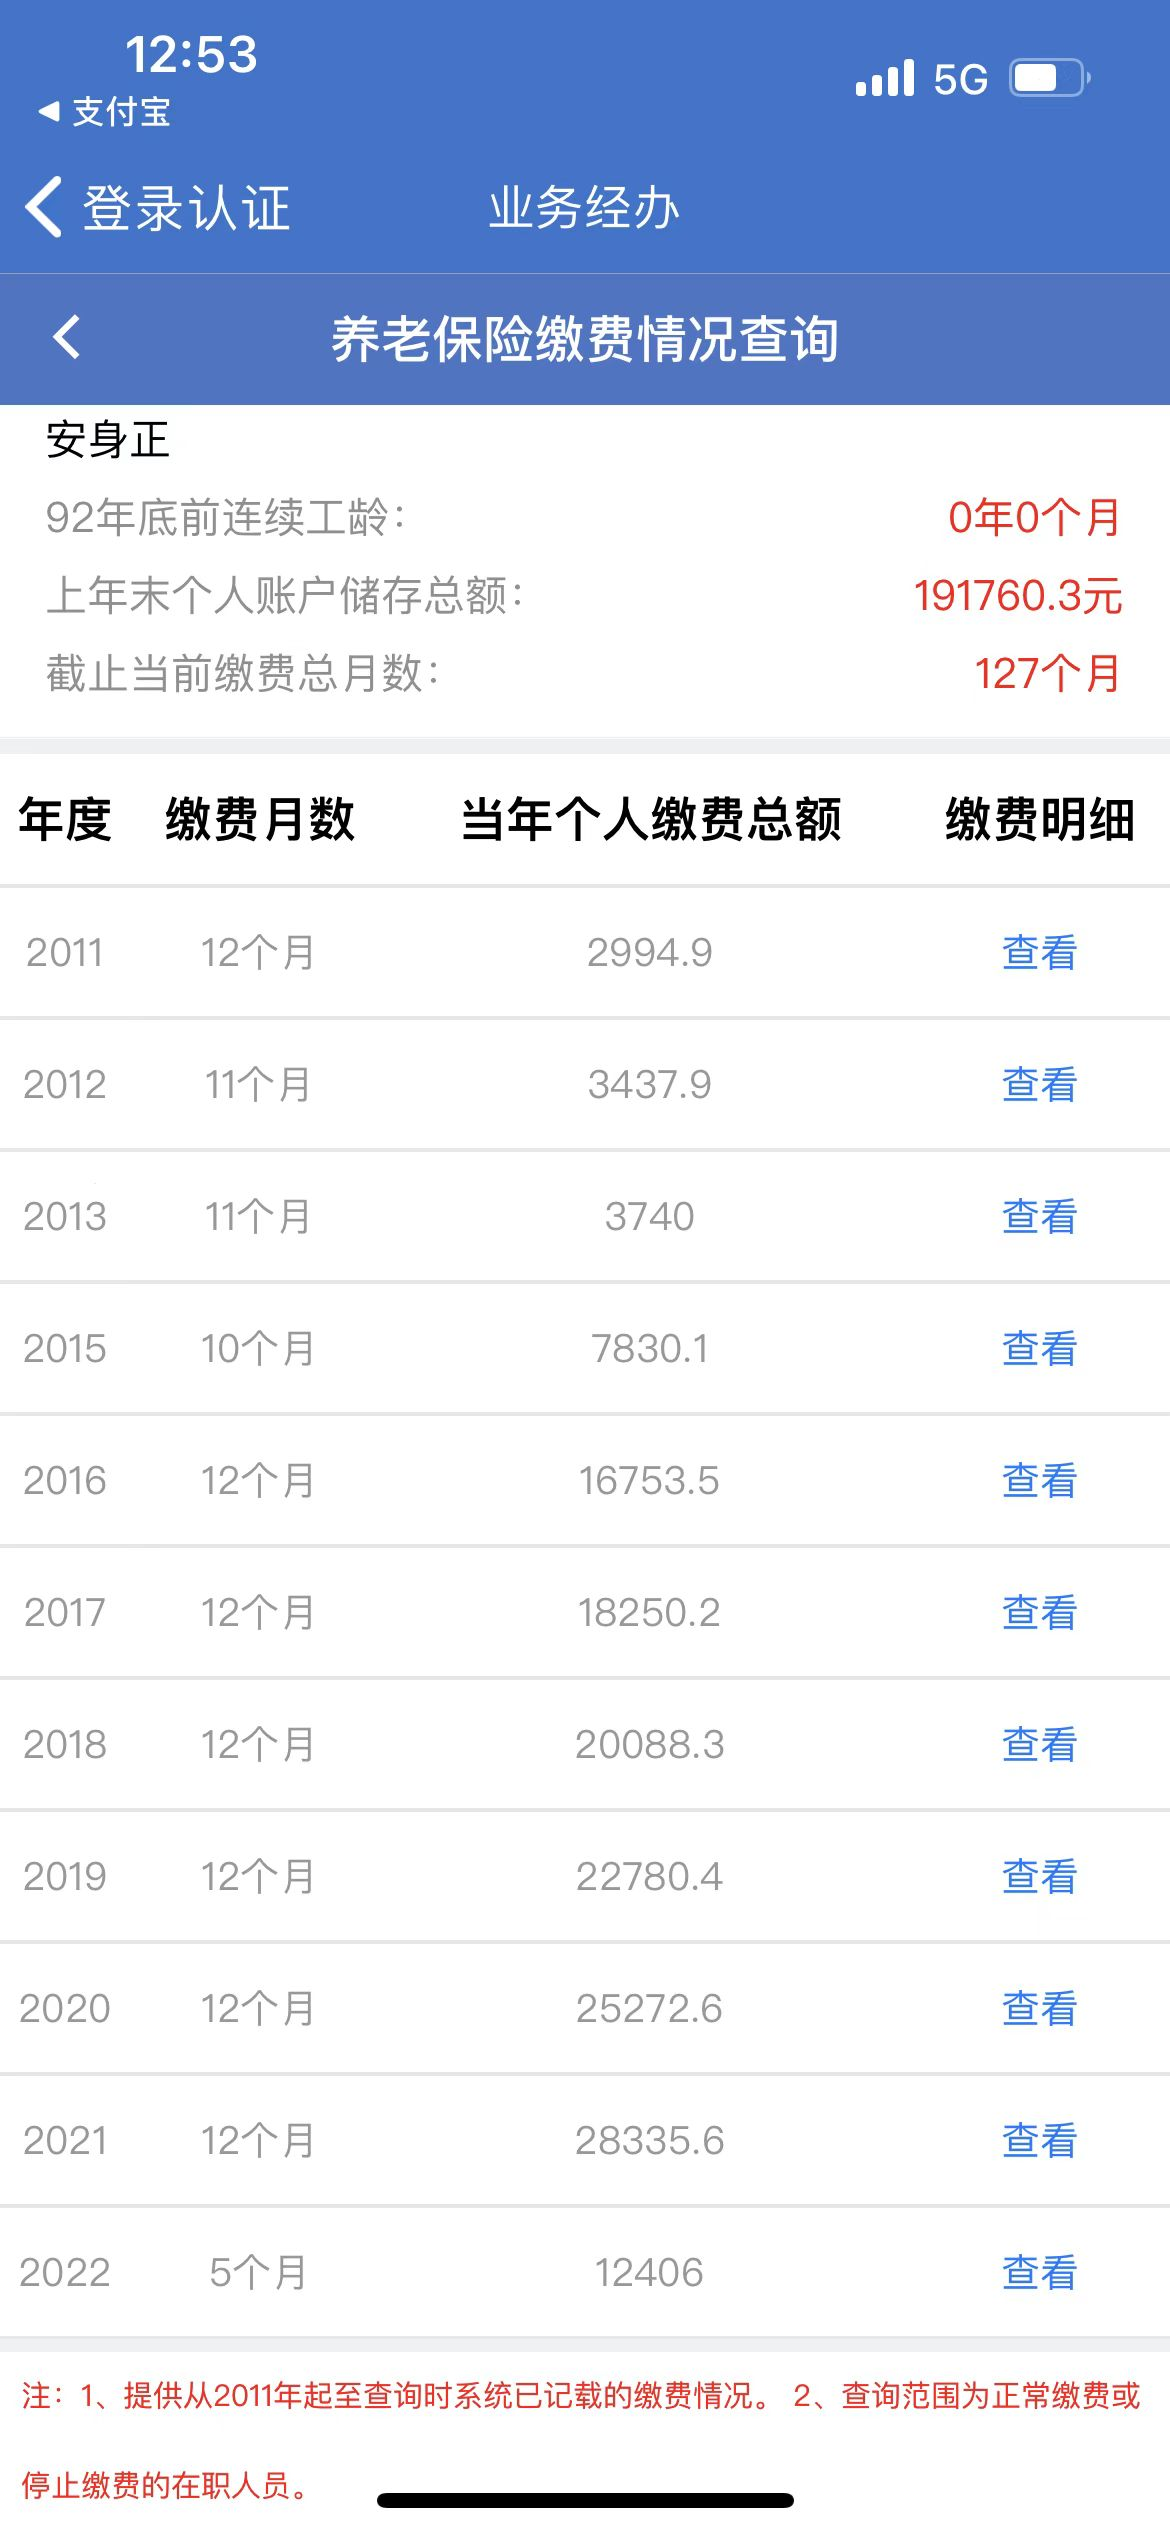 12:53
5G
支付宝
登录认证 业务经办
养老保险缴费情况查询
安身正
92年底前连续工龄： 0年0个月
上年末个人账户储存总额： 191760.3元
截止当前缴费总月数： 127个月
年度 缴费月数 当年个人缴费总额 缴费明细
2011 12个月 2994.9 查看
2012 11个月 3437.9 查看
2013 11个月 3740 查看
2015 10个月 7830.1 查看
2016 12个月 16753.5 查看
2017 12个月 18250.2 查看
2018 12个月 20088.3 查看
2019 12个月 22780.4 查看
2020 12个月 25272.6 查看
2021 12个月 28335.6 查看
2022 5个月 12406 查看
注：1、提供从2011年起至查询时系统已记载的缴费情况。 2、查询范围为正常缴费或
停止缴费的在职人员。